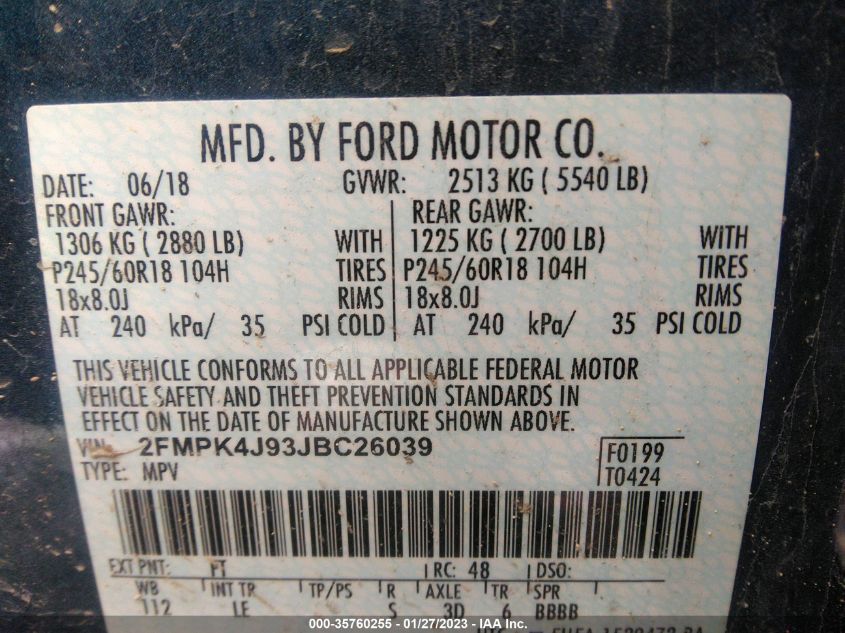 MFD. BY FORD MOTOR CO.
DATE: 06/18 GVWR: 2513 KG ( 5540 LB)
FRONT GAWR: REAR GAWR:
1306 KG ( 2880 LB) WITH 1225 KG ( 2700 LB) WITH
P245/60R18 104H TIRES P245/60R18 104H TIRES
18x8.0J RIMS 18x8.0J RIMS
AT 240 kPa/ 35 PSI COLD AT 240 kPa/ 35 PSI COLD
THIS VEHICLE CONFORMS TO ALL APPLICABLE FEDERAL MOTOR
VEHICLE SAFETY AND THEFT PREVENTION STANDARDS IN
EFFECT ON THE DATE OF MANUFACTURE SHOWN ABOVE.
VIN: 2FMPK4J93JBC26039 F0199
TYPE: MPV T0424
EXT PNT: FT RC: 48 DSO:
WB INT TR TP/PS R AXLE TR SPR
112 LE S 3D 6 BBBB
000-35760255 - 01/27/2023 - © IAA, Inc.